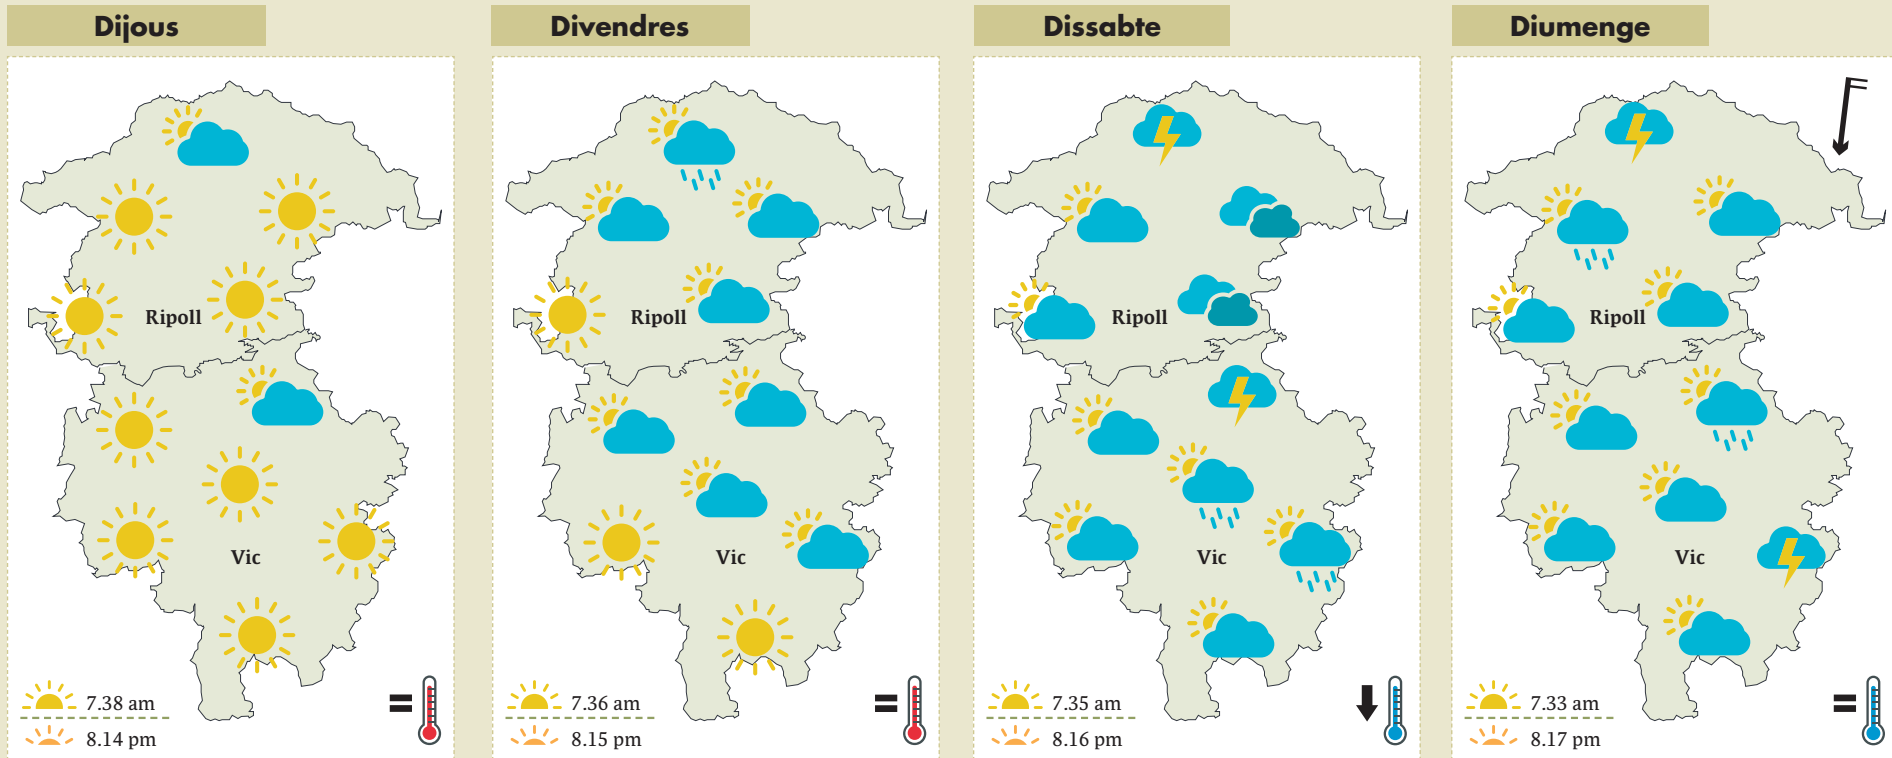 Dijous
Ripoll
Vic
7.38 am
8.14 pm
Divendres
Ripoll
Vic
7.36 am
8.15 pm
Dissabte
Ripoll
Vic
7.35 am
8.16 pm
Diumenge
Ripoll
Vic
7.33 am
8.17 pm